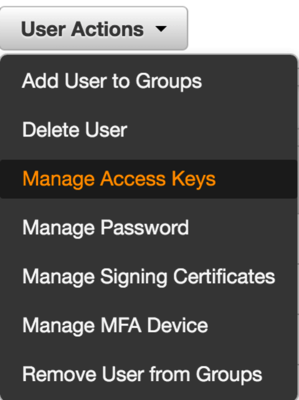 User Actions
Add User to Groups
Delete User
Manage Access Keys
Manage Password
Manage Signing Certificates
Manage MFA Device
Remove User from Groups